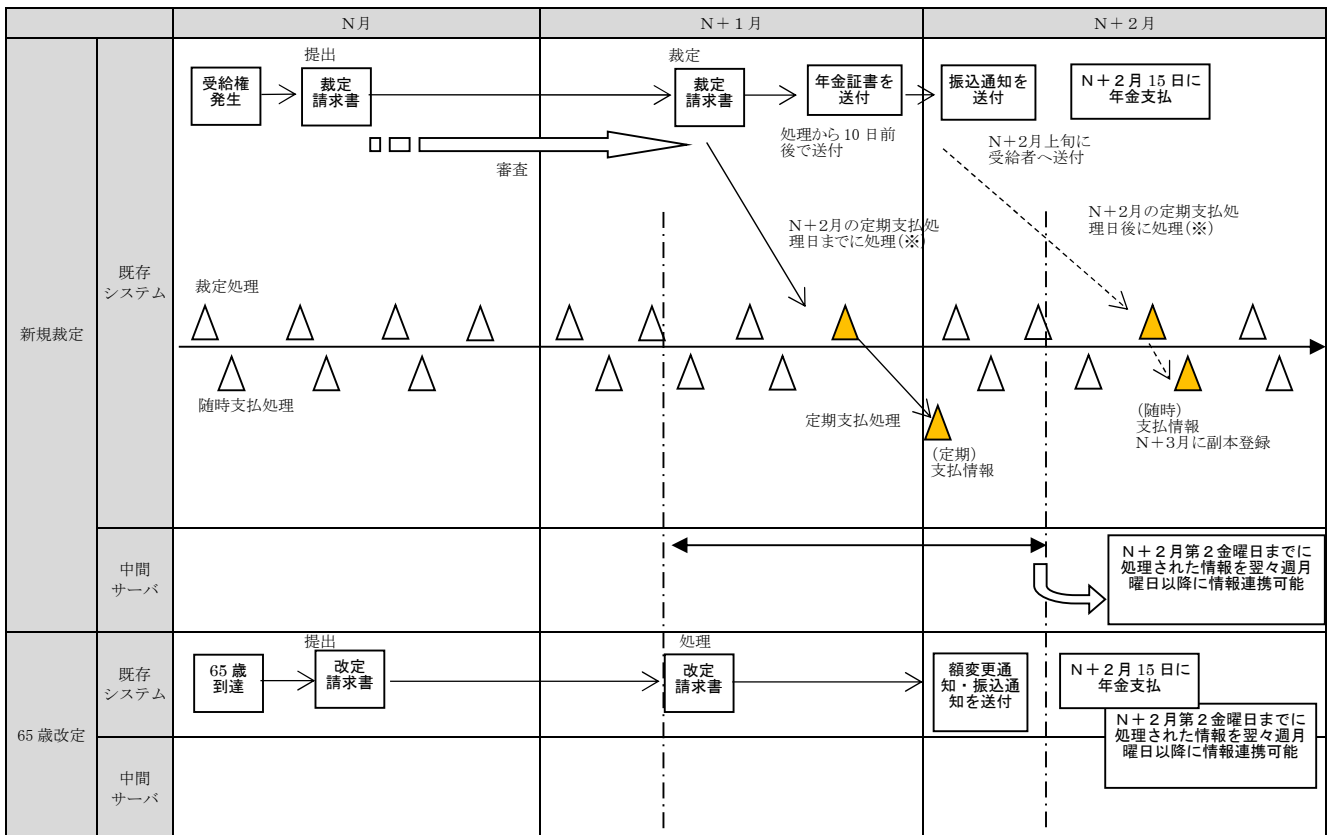 N月
N＋1月
N＋2月
新規裁定
既存
システム
提出
受給権
発生
裁定
請求書
審査
裁定
裁定
請求書
年金証書を
送付
処理から 10 日前
後で送付
振込通知を
送付
N＋2月上旬に
受給者へ送付
N＋2月 15 日に
年金支払
N＋2月の定期支払処
理日までに処理(※)
N＋2月の定期支払処
理日後に処理(※)
裁定処理
随時支払処理
定期支払処理
(定期)
支払情報
(随時)
支払情報
N＋3月に副本登録
中間
サーバ
N＋2月第2金曜日までに
処理された情報を翌々週月
曜日以降に情報連携可能
65 歳改定
既存
システム
提出
65 歳
到達
改定
請求書
処理
改定
請求書
額変更通
知・振込通
知を送付
N＋2月 15 日に
年金支払
N＋2月第2金曜日までに
処理された情報を翌々週月
曜日以降に情報連携可能
中間
サーバ